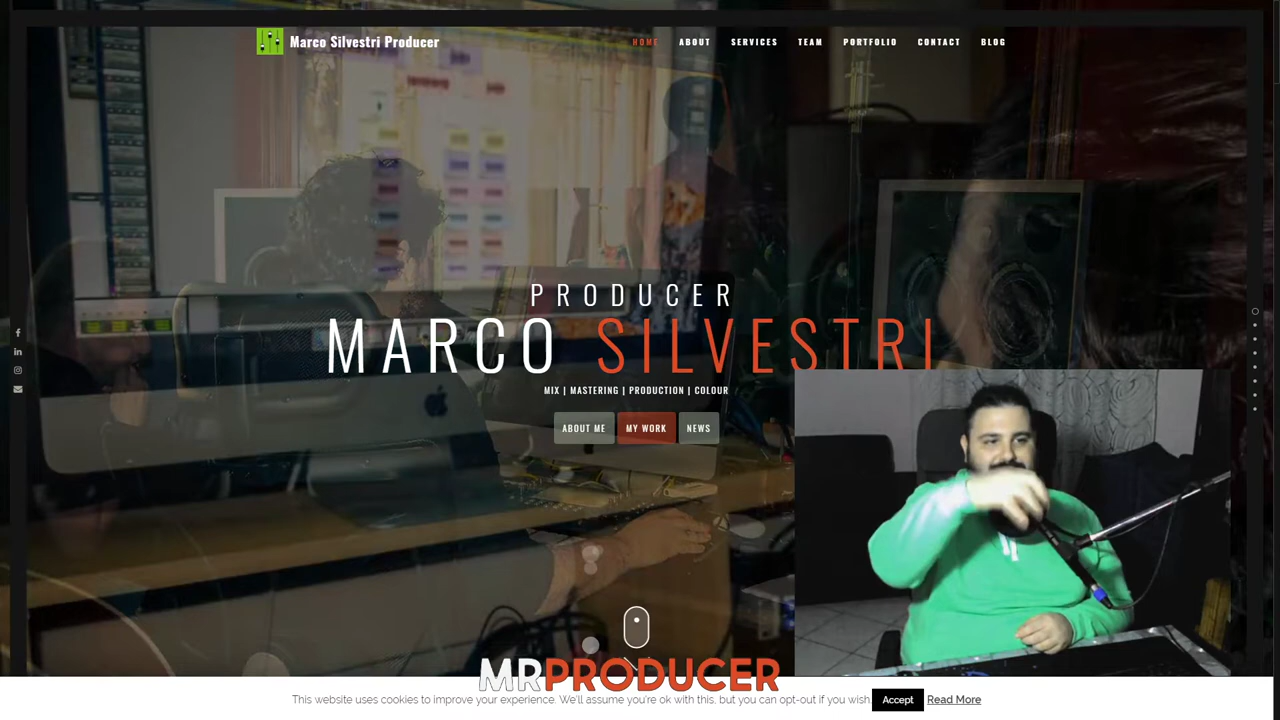 Marco Silvestri Producer
HOME ABOUT SERVICES TEAM PORTFOLIO CONTACT BLOG
PRODUCER
MARCO SILVESTRI
MIX | MASTERING | PRODUCTION | COLOUR
ABOUT ME MY WORK NEWS
MRPRODUCER
This website uses cookies to improve your experience. We'll assume you're ok with this, but you can opt-out if you wish. Accept Read More